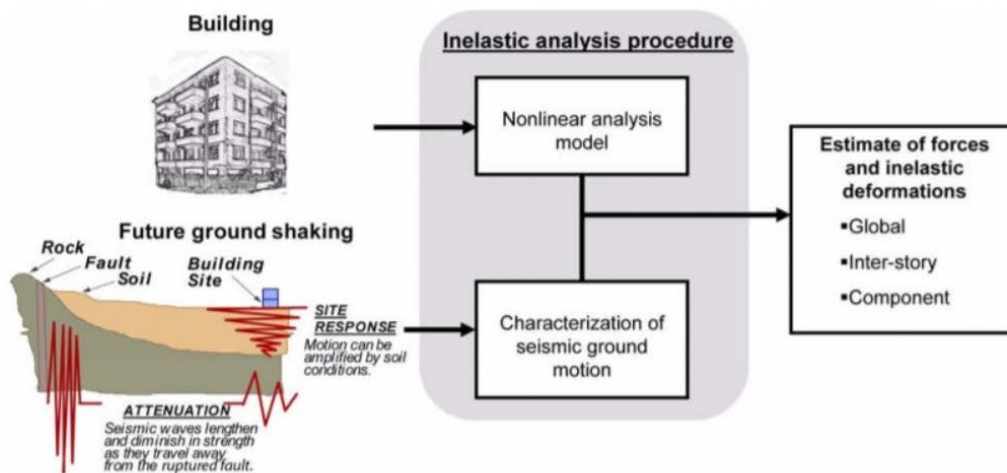 Building
Inelastic analysis procedure
Nonlinear analysis
model
Estimate of forces
and inelastic
deformations
▪Global
▪Inter-story
▪Component
Future ground shaking
Rock
Fault
Soil
Building
Site
SITE
RESPONSE
Motion can be
amplified by soil
conditions.
Characterization of
seismic ground
motion
ATTENUATION
Seismic waves lengthen
and diminish in strength
as they travel away
from the ruptured fault.